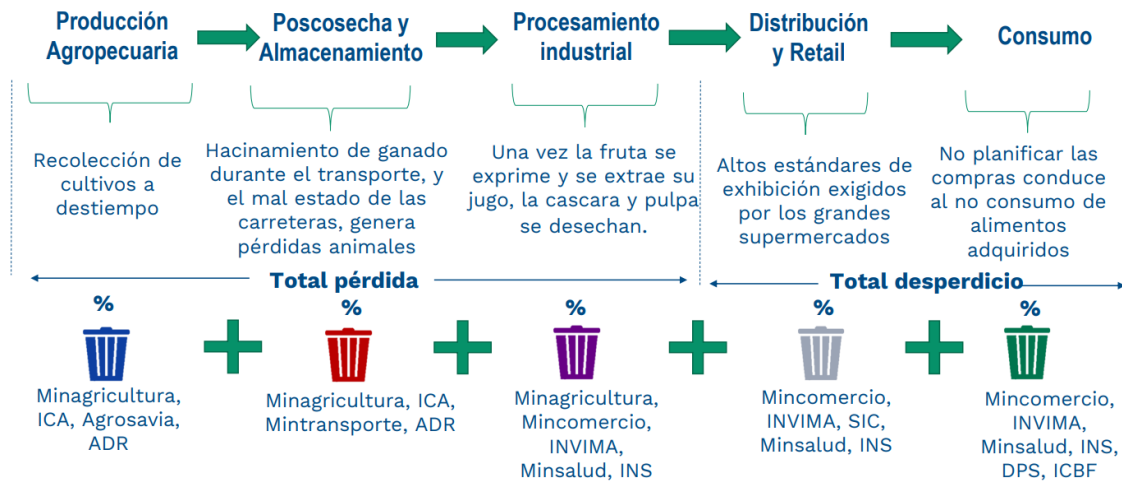 Producción
Agropecuaria
Poscosecha y
Almacenamiento
Procesamiento
industrial
Distribución
y Retail
Consumo
Recolección de
cultivos a
destiempo
Hacinamiento de ganado
durante el transporte, y
el mal estado de las
carreteras, genera
pérdidas animales
Una vez la fruta se
exprime y se extrae su
jugo, la cascara y pulpa
se desechan.
Altos estándares de
exhibición exigidos
por los grandes
supermercados
No planificar las
compras conduce
al no consumo de
alimentos
adquiridos
Total pérdida
Total desperdicio
%
%
%
%
%
Minagricultura,
ICA, Agrosavia,
ADR
Minagricultura, ICA,
Mintransporte, ADR
Minagricultura,
Mincomercio,
INVIMA,
Minsalud, INS
Mincomercio,
INVIMA, SIC,
Minsalud, INS
Mincomercio,
INVIMA,
Minsalud, INS,
DPS, ICBF